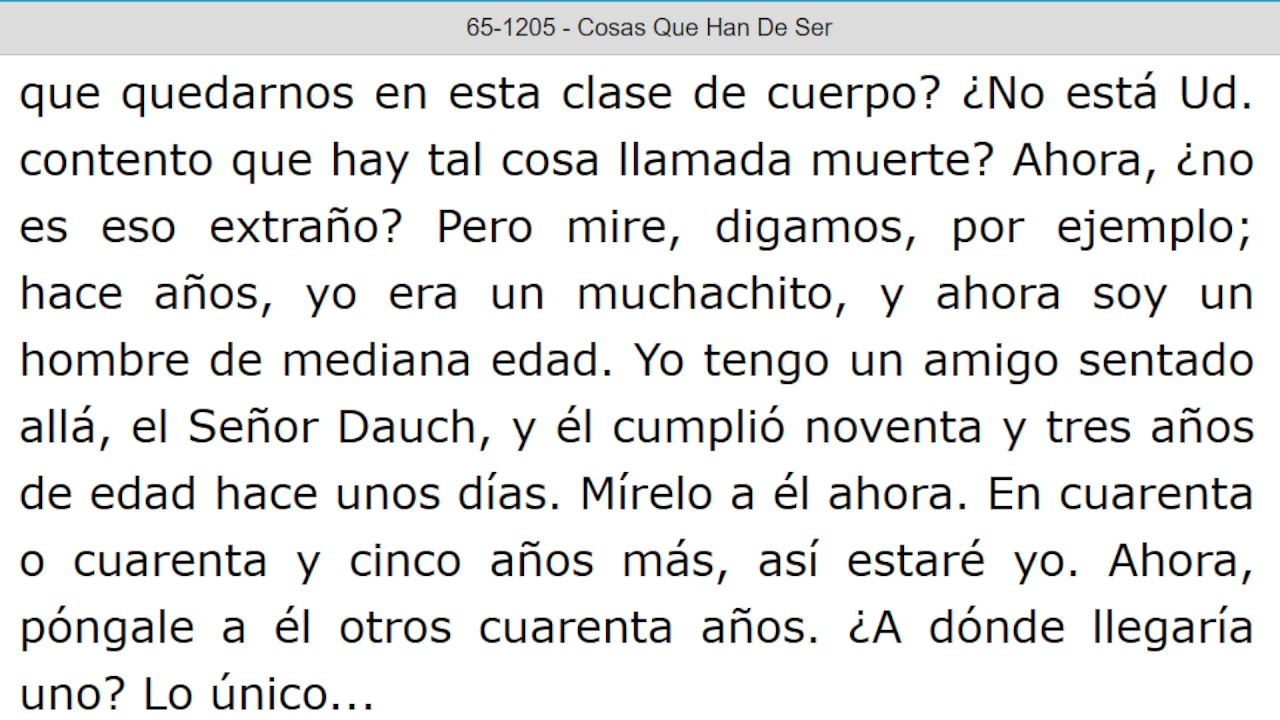 65-1205 - Cosas Que Han De Ser
que quedarnos en esta clase de cuerpo? ¿No está Ud.
contento que hay tal cosa llamada muerte? Ahora, ¿no
es eso extraño? Pero mire, digamos, por ejemplo;
hace años, yo era un muchachito, y ahora soy un
hombre de mediana edad. Yo tengo un amigo sentado
allá, el Señor Dauch, y él cumplió noventa y tres años
de edad hace unos días. Mírelo a él ahora. En cuarenta
o cuarenta y cinco años más, así estaré yo. Ahora,
póngale a él otros cuarenta años. ¿A dónde llegaría
uno? Lo único...